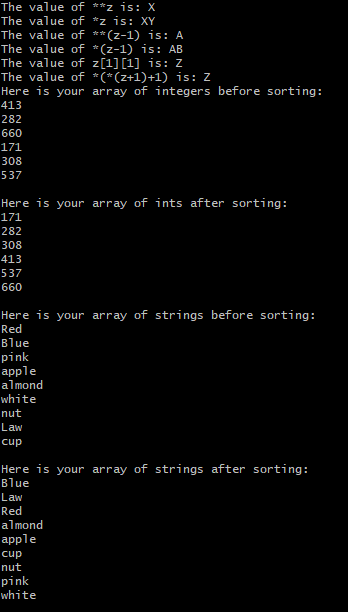 The value of **z is: X
The value of *z is: XY
The value of **(z-1) is: A
The value of *(z-1) is: AB
The value of z[1][1] is: Z
The value of *(*(z+1)+1) is: Z
Here is your array of integers before sorting:
413
282
660
171
308
537

Here is your array of ints after sorting:
171
282
308
413
537
660

Here is your array of strings before sorting:
Red
Blue
pink
apple
almond
white
nut
Law
cup

Here is your array of strings after sorting:
Blue
Law
Red
almond
apple
cup
nut
pink
white